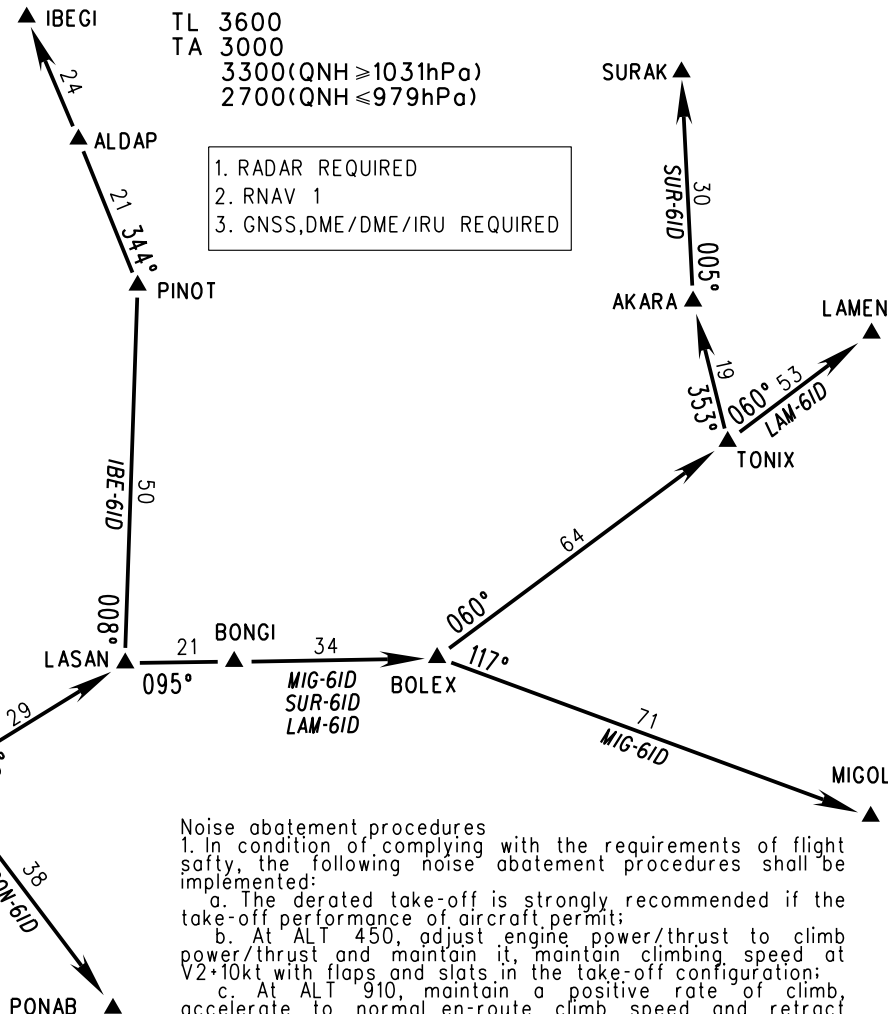 IBEGI
TL 3600
TA 3000
3300(QNH ≥1031hPa)
2700(QNH ≤979hPa)
SURAK
24
ALDAP
1. RADAR REQUIRED
2. RNAV 1
3. GNSS,DME/DME/IRU REQUIRED
21
344°
30
SUR-6ID
005°
PINOT
AKARA
LAMEN
19
353°
060°
53
LAM-6ID
TONIX
IBE-6ID
50
64
008°
060°
LASAN
21
BONGI
34
117°
095°
MIG-6ID
SUR-6ID
LAM-6ID
BOLEX
29
71
MIG-6ID
MIGOL
38
PONAB
Noise abatement procedures
1. In condition of complying with the requirements of flight
safty, the following noise abatement procedures shall be
implemented:
a. The derated take-off is strongly recommended if the
take-off performance of aircraft permit;
b. At ALT 450, adjust engine power/thrust to climb
power/thrust and maintain it, maintain climbing speed at
V2+10kt with flaps and slats in the take-off configuration;
c. At ALT 910, maintain a positive rate of climb,
accelerate to normal en-route climb speed and retract